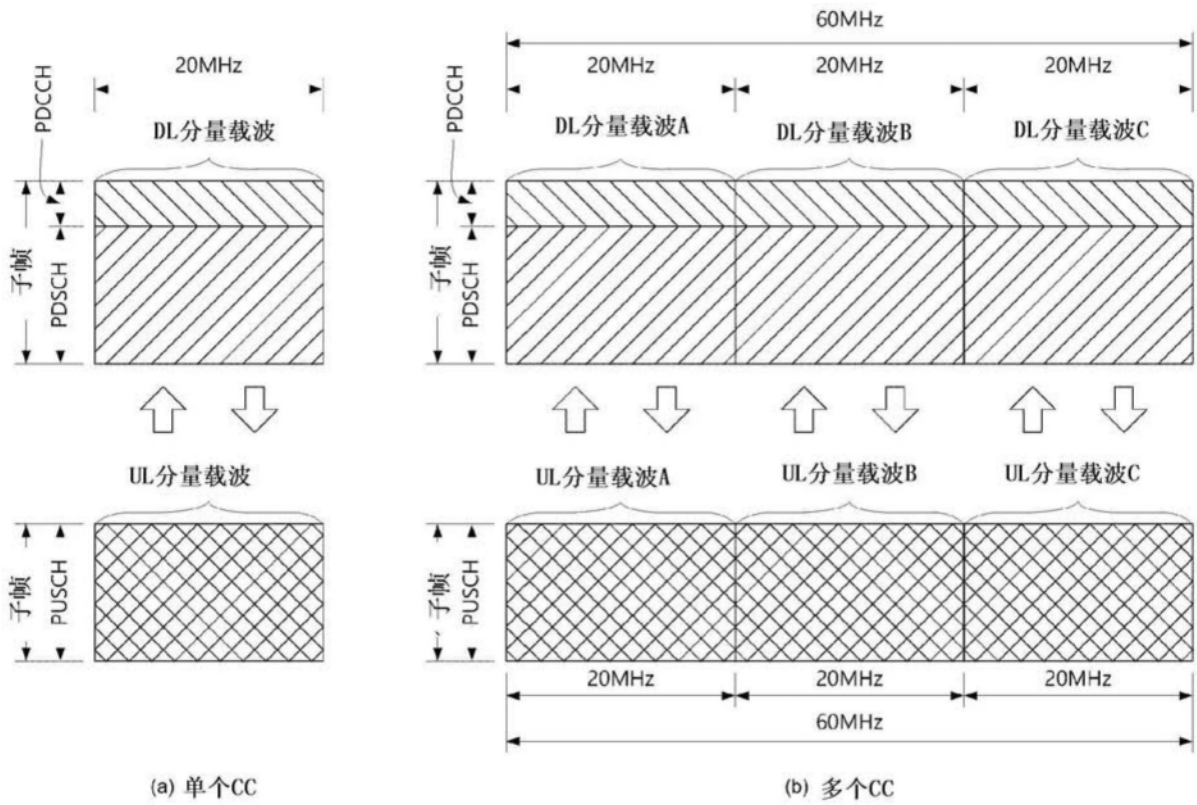 20MHz
PDCCH
DL分量载波
子帧
PDSCH
UL分量载波
子帧
PUSCH
(a) 单个CC
60MHz
20MHz 20MHz 20MHz
PDCCH
DL分量载波A DL分量载波B DL分量载波C
子帧
PDSCH
UL分量载波A UL分量载波B UL分量载波C
子帧
PUSCH
20MHz 20MHz 20MHz
60MHz
(b) 多个CC